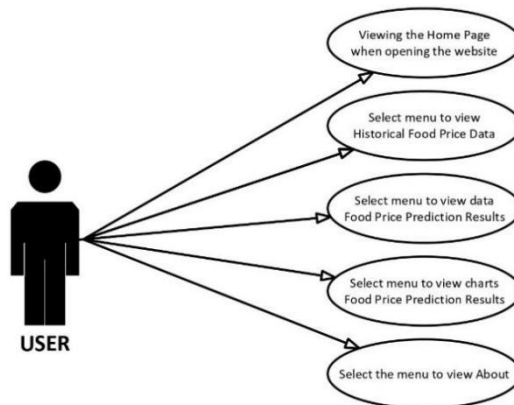 Viewing the Home Page
when opening the website
Select menu to view
Historical Food Price Data
Select menu to view data
Food Price Prediction Results
Select menu to view charts
Food Price Prediction Results
Select the menu to view About
USER